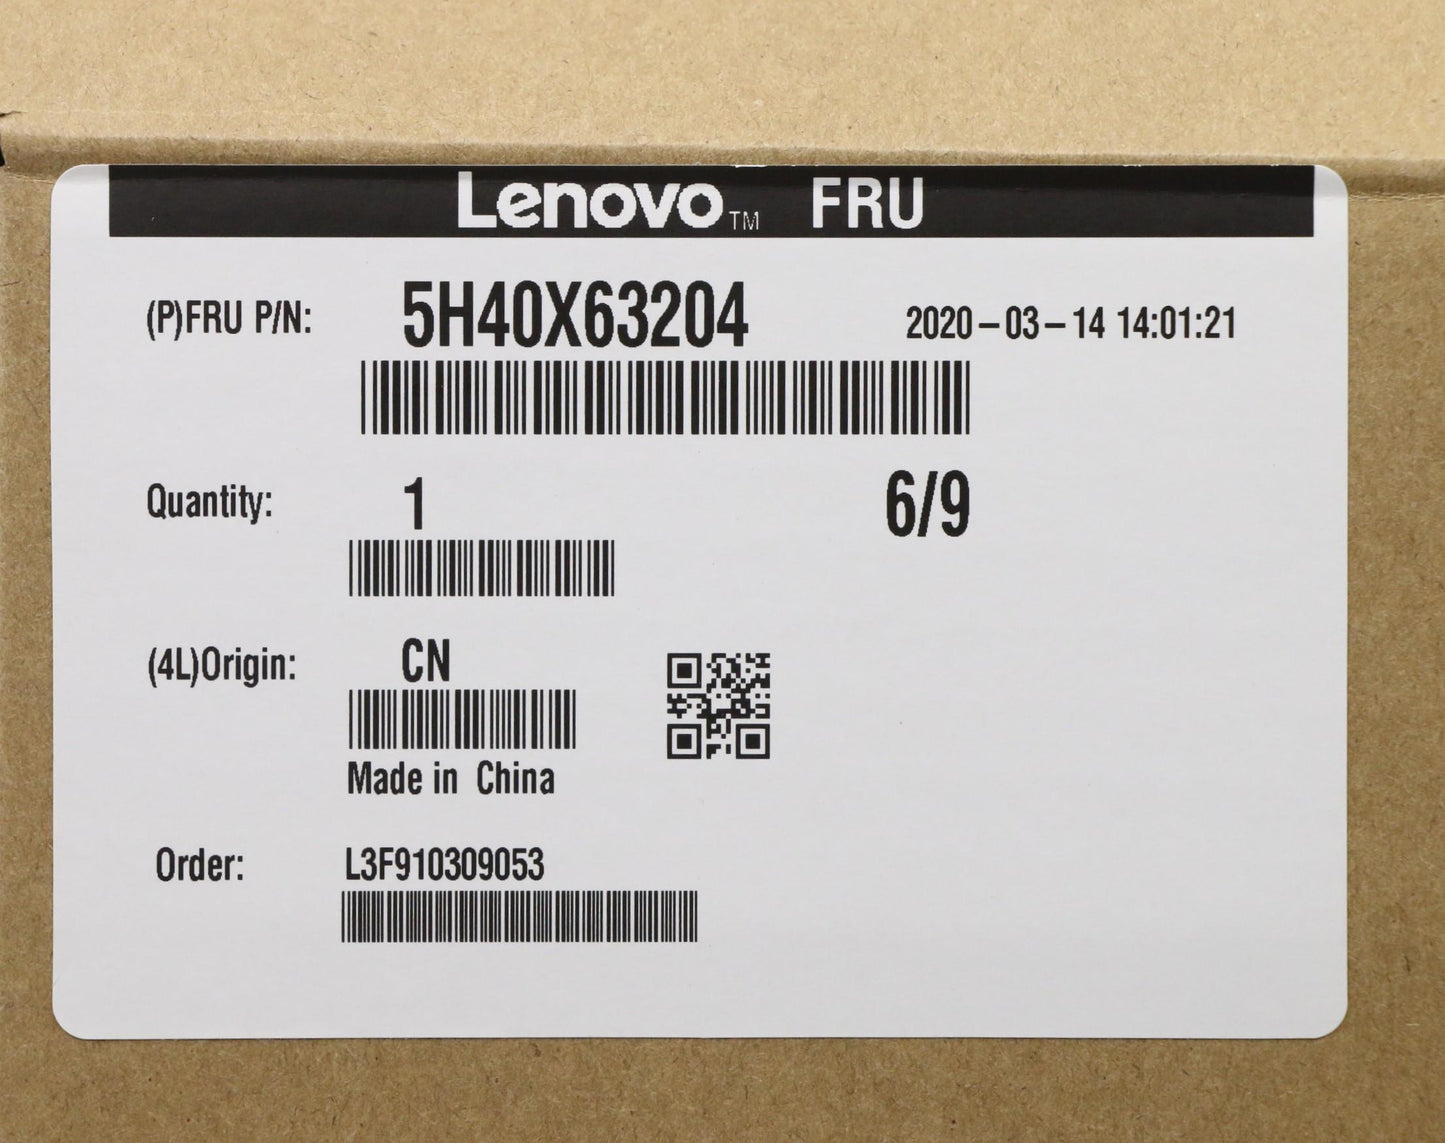 Lenovo™ FRU
(P)FRU P/N: 5H40X63204 2020-03-14 14:01:21
Quantity: 1 6/9
(4L)Origin: CN
Made in China
Order: L3F910309053